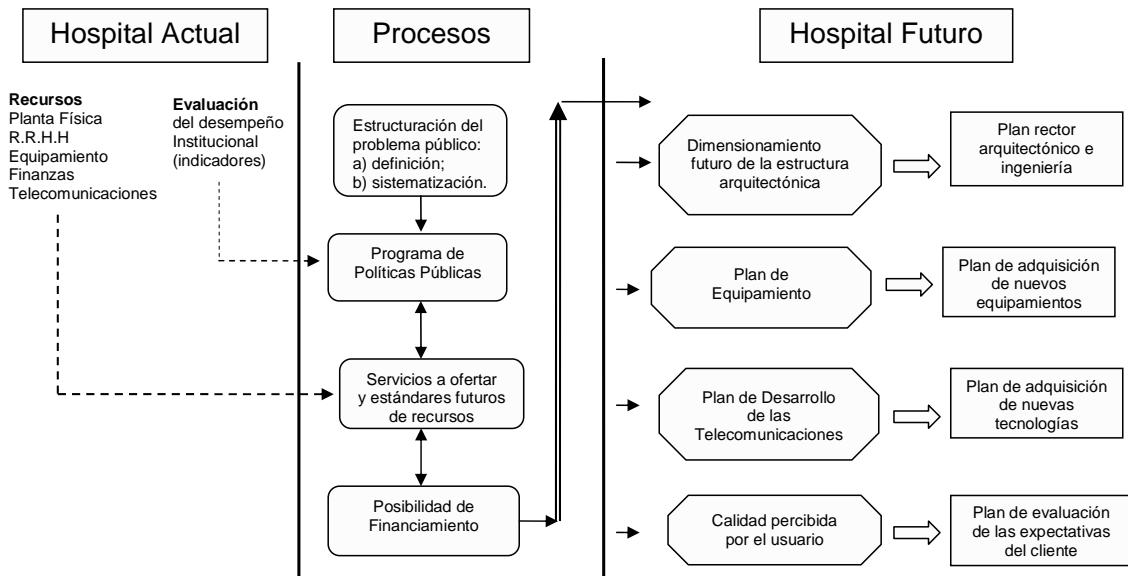 Hospital Actual
Procesos
Hospital Futuro
Recursos
Planta Física
R.R.H.H
Equipamiento
Finanzas
Telecomunicaciones
Evaluación
del desempeño
Institucional
(indicadores)
Estructuración del
problema público:
a) definición;
b) sistematización.
Programa de
Políticas Públicas
Servicios a ofertar
y estándares futuros
de recursos
Posibilidad de
Financiamiento
Dimensionamiento
futuro de la estructura
arquitectónica
Plan rector
arquitectónico e
ingeniería
Plan de
Equipamiento
Plan de adquisición
de nuevos
equipamientos
Plan de Desarrollo
de las
Telecomunicaciones
Plan de adquisición
de nuevas
tecnologías
Calidad percibida
por el usuario
Plan de evaluación
de las expectativas
del cliente